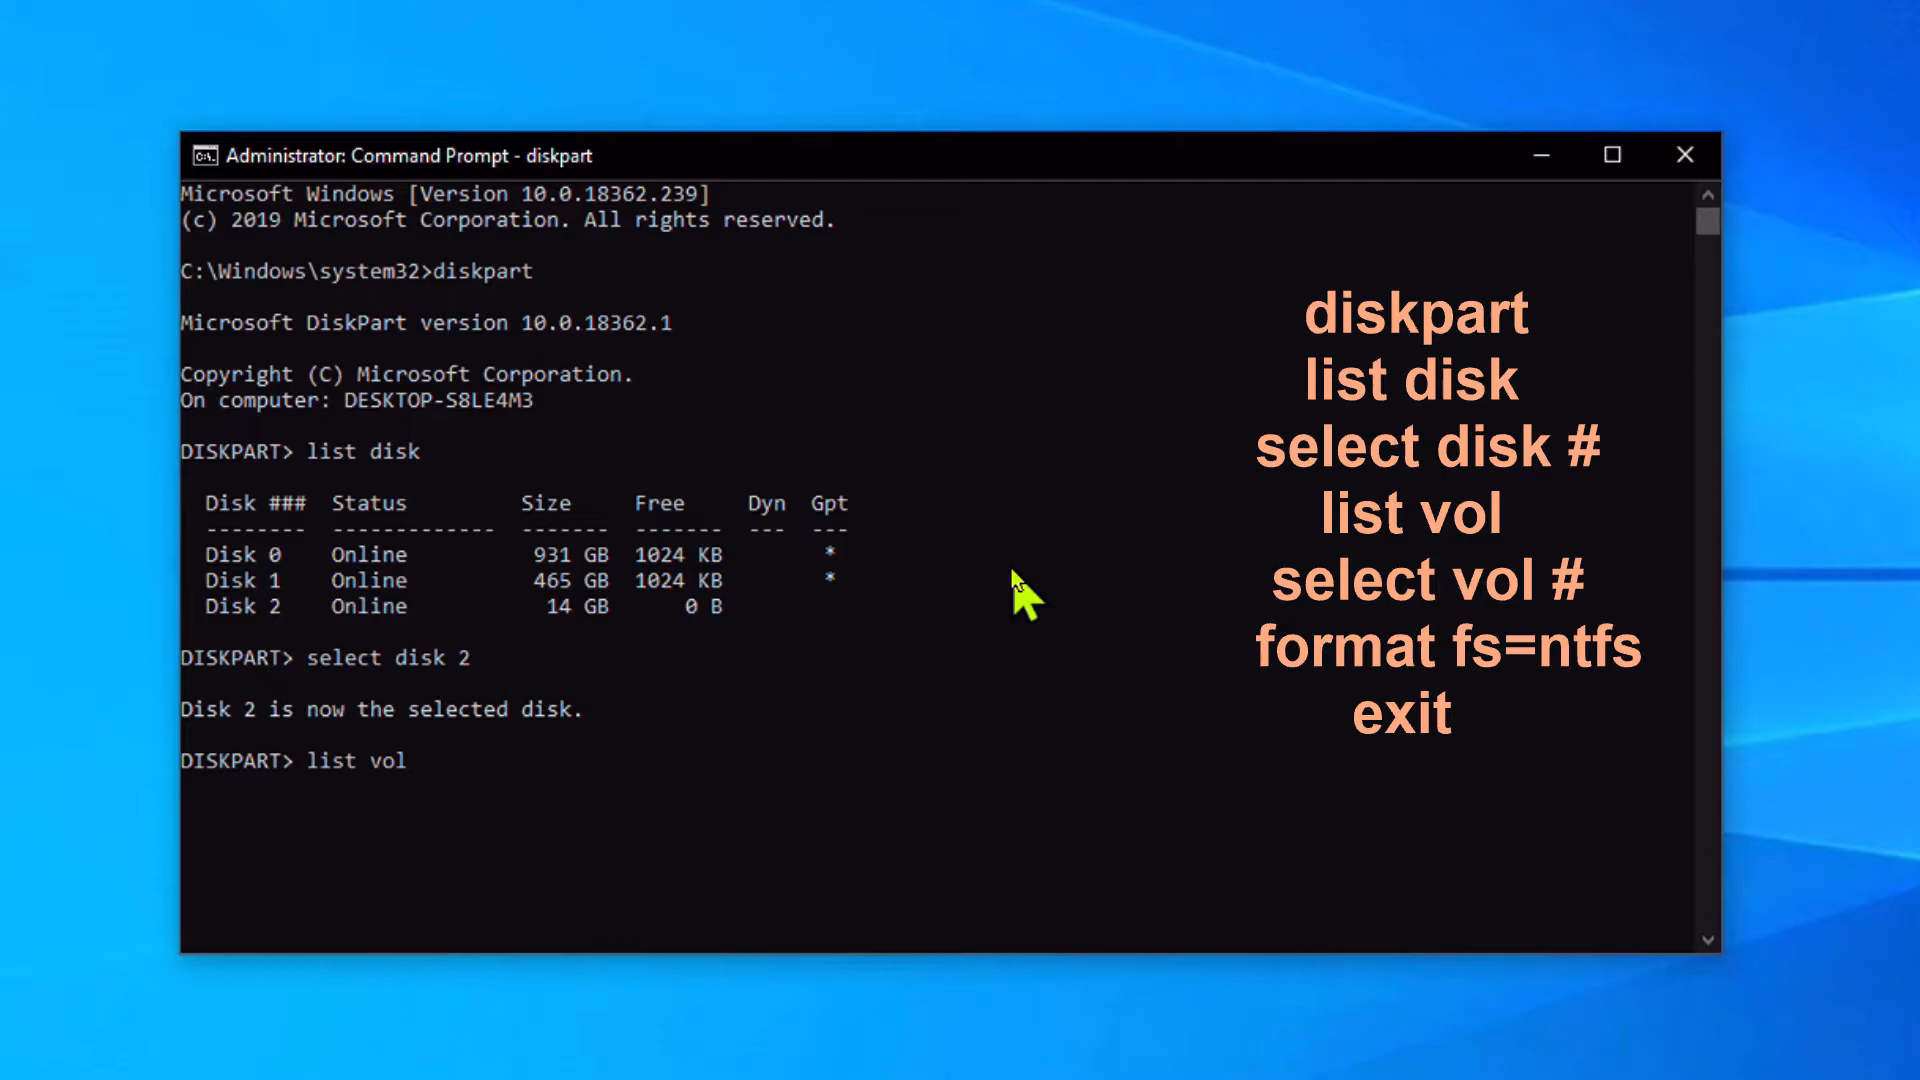 Administrator: Command Prompt - diskpart
Microsoft Windows [Version 10.0.18362.239]
(c) 2019 Microsoft Corporation. All rights reserved.
C:\Windows\system32>diskpart
Microsoft DiskPart version 10.0.18362.1
Copyright (C) Microsoft Corporation.
On computer: DESKTOP-S8LE4M3
DISKPART> list disk
Disk ### Status Size Free Dyn Gpt
-------- ------------- ------- ------- --- ---
Disk 0 Online 931 GB 1024 KB *
Disk 1 Online 465 GB 1024 KB *
Disk 2 Online 14 GB 0 B
DISKPART> select disk 2
Disk 2 is now the selected disk.
DISKPART> list vol
diskpart
list disk
select disk #
list vol
select vol #
format fs=ntfs
exit